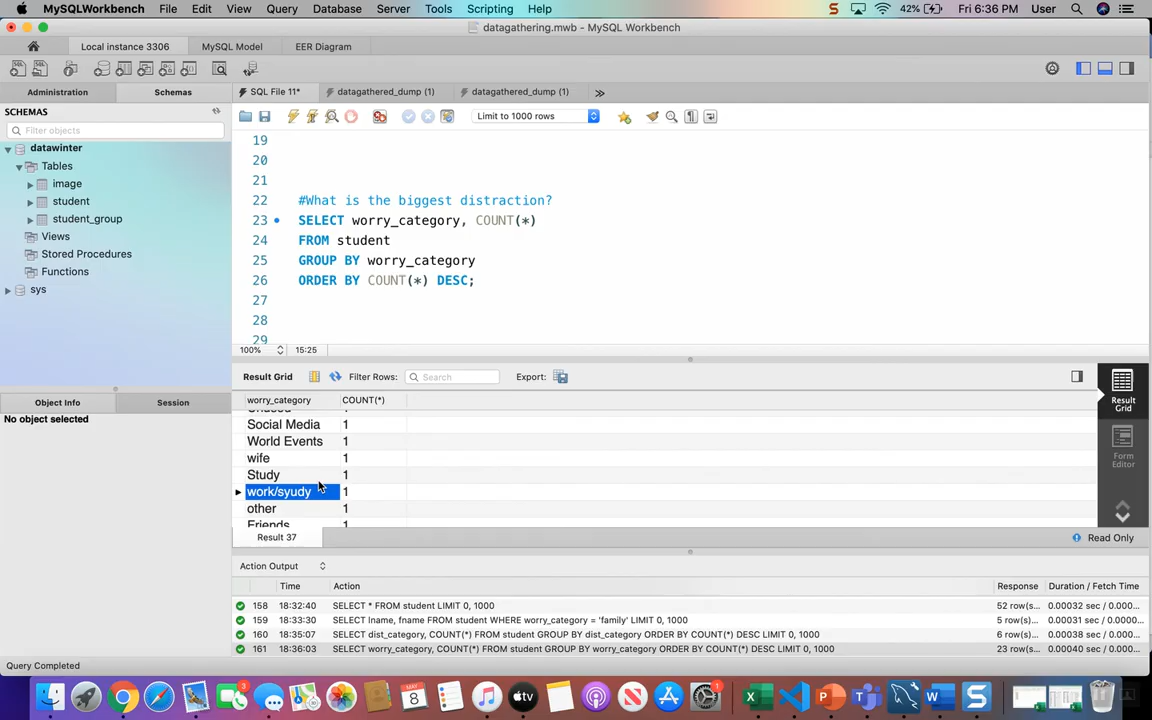 MySQLWorkbench File Edit View Query Database Server Tools Scripting Help
42% Fri 6:36 PM User
datagathering.mwb - MySQL Workbench
Local instance 3306 MySQL Model EER Diagram
Administration Schemas SQL File 11* datagathered_dump (1) datagathered_dump (1) »
SCHEMAS
Filter objects
Limit to 1000 rows
datawinter
Tables
image
student
student_group
Views
Stored Procedures
Functions
sys
19
20
21
22 #What is the biggest distraction?
23 SELECT worry_category, COUNT(*)
24 FROM student
25 GROUP BY worry_category
26 ORDER BY COUNT(*) DESC;
27
28
29
100% 15:25
Result Grid Filter Rows: Search Export:
worry_category COUNT(*)
Social Media 1
World Events 1
wife 1
Study 1
work/syudy 1
other 1
Friends 1
Result Grid
Form Editor
Object Info Session
No object selected
Result 37 Read Only
Action Output
Time Action Response Duration / Fetch Time
158 18:32:40 SELECT * FROM student LIMIT 0, 1000 52 row(s... 0.00032 sec / 0.000...
159 18:33:30 SELECT lname, fname FROM student WHERE worry_category = 'family' LIMIT 0, 1000 5 row(s)... 0.00031 sec / 0.000...
160 18:35:07 SELECT dist_category, COUNT(*) FROM student GROUP BY dist_category ORDER BY COUNT(*) DESC LIMIT 0, 1000 6 row(s)... 0.00038 sec / 0.000...
161 18:36:03 SELECT worry_category, COUNT(*) FROM student GROUP BY worry_category ORDER BY COUNT(*) DESC LIMIT 0, 1000 23 row(s... 0.00040 sec / 0.000...
Query Completed
3
MAY
8
tv
1